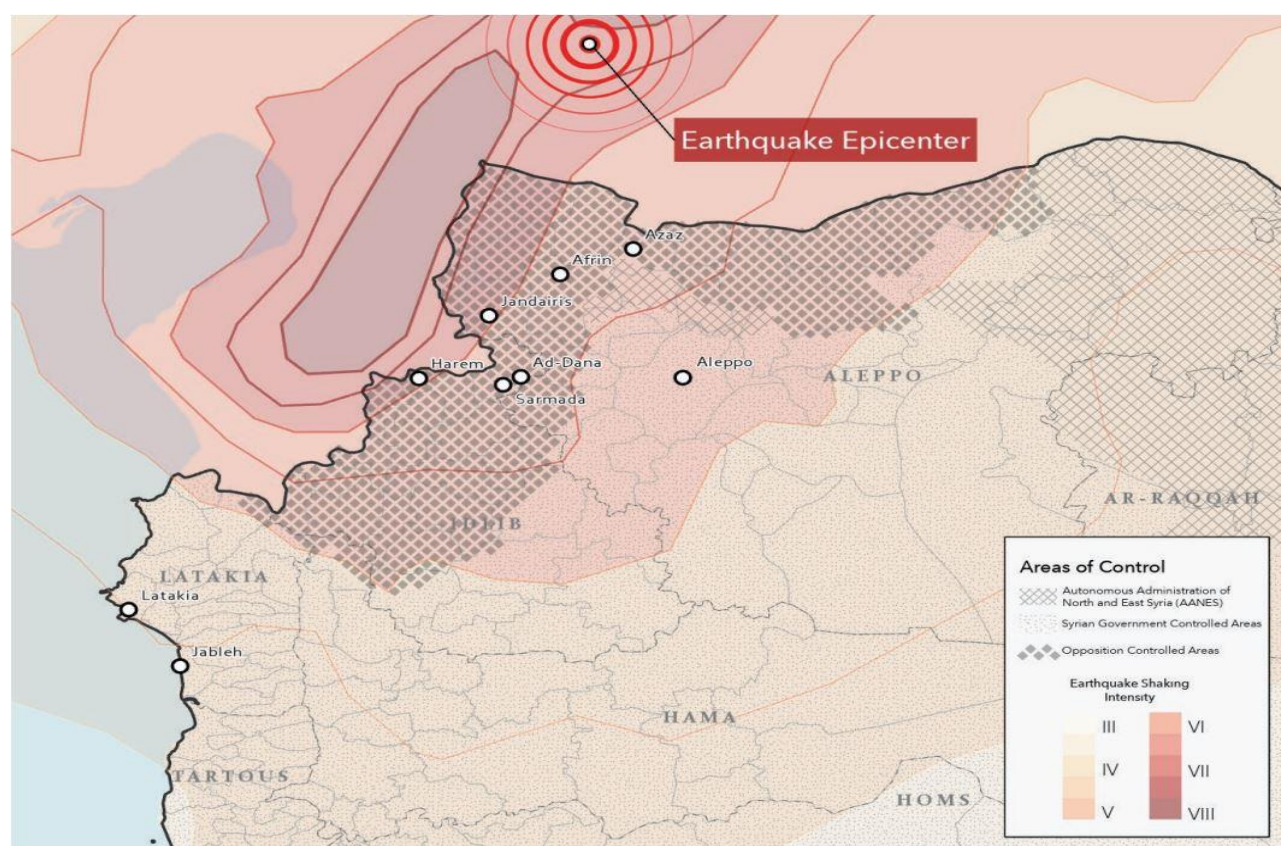 Earthquake Epicenter
Azaz
Afrin
Jandairis
Harem
Ad-Dana
Aleppo
Sarmada
ALEPPO
AR-RAQQAH
IDLIB
LATAKIA
Latakia
Jableh
HAMA
TARTOUS
HOMS
Areas of Control
Autonomous Administration of
North and East Syria (AANES)
Syrian Government Controlled Areas
Opposition Controlled Areas
Earthquake Shaking
Intensity
III
IV
V
VI
VII
VIII